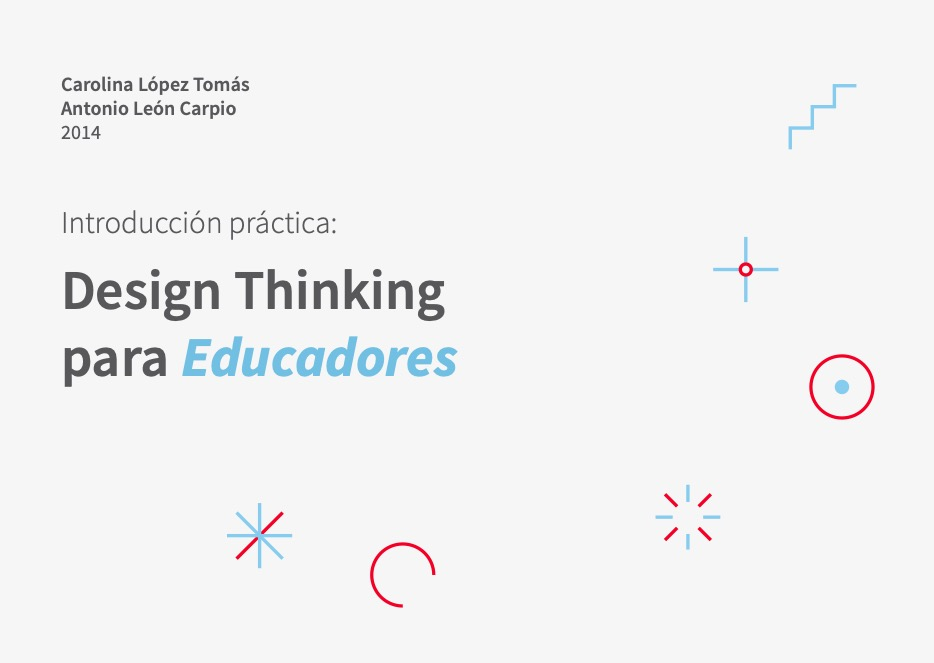 Carolina López Tomás
Antonio León Carpio
2014
Introducción práctica:
Design Thinking
para Educadores